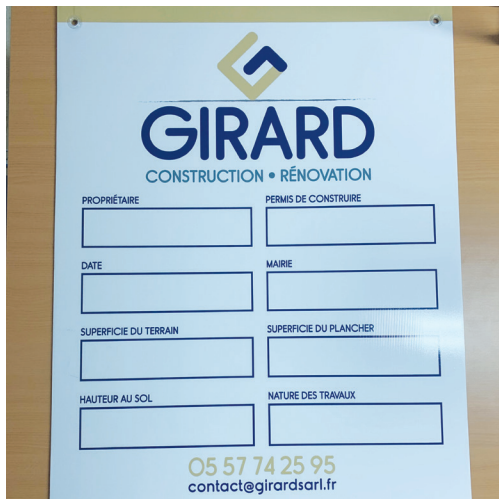 GIRARD
CONSTRUCTION • RÉNOVATION
PROPRIÉTAIRE
PERMIS DE CONSTRUIRE
DATE
MAIRIE
SUPERFICIE DU TERRAIN
SUPERFICIE DU PLANCHER
HAUTEUR AU SOL
NATURE DES TRAVAUX
05 57 74 25 95
contact@girardsarl.fr